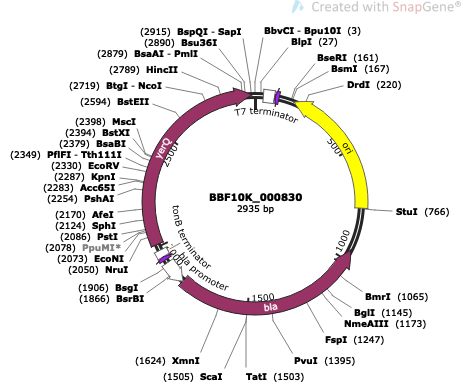 Created with SnapGene®
(2915) BspQI - SapI
(2890) Bsu36I
(2879) BsaAI - PmlI
(2789) HincII
(2719) BtgI - NcoI
(2594) BstEII
(2398) MscI
(2394) BstXI
(2379) BsaBI
(2349) PflFI - Tth111I
(2330) EcoRV
(2287) KpnI
(2283) Acc65I
(2254) PshAI
(2170) AfeI
(2124) SphI
(2086) PstI
(2078) PpuMI*
(2073) EcoNI
(2050) NruI
(1906) BsgI
(1866) BsrBI
(1624) XmnI
(1505) ScaI
TatI (1503)
PvuI (1395)
FspI (1247)
NmeAIII (1173)
BglI (1145)
BmrI (1065)
StuI (766)
DrdI (220)
BsmI (167)
BseRI (161)
BlpI (27)
BbvCI - Bpu10I (3)
T7 terminator
ori
500
1000
1500
bla
bla promoter
tonB terminator
yerQ
2500
BBF10K_000830
2935 bp